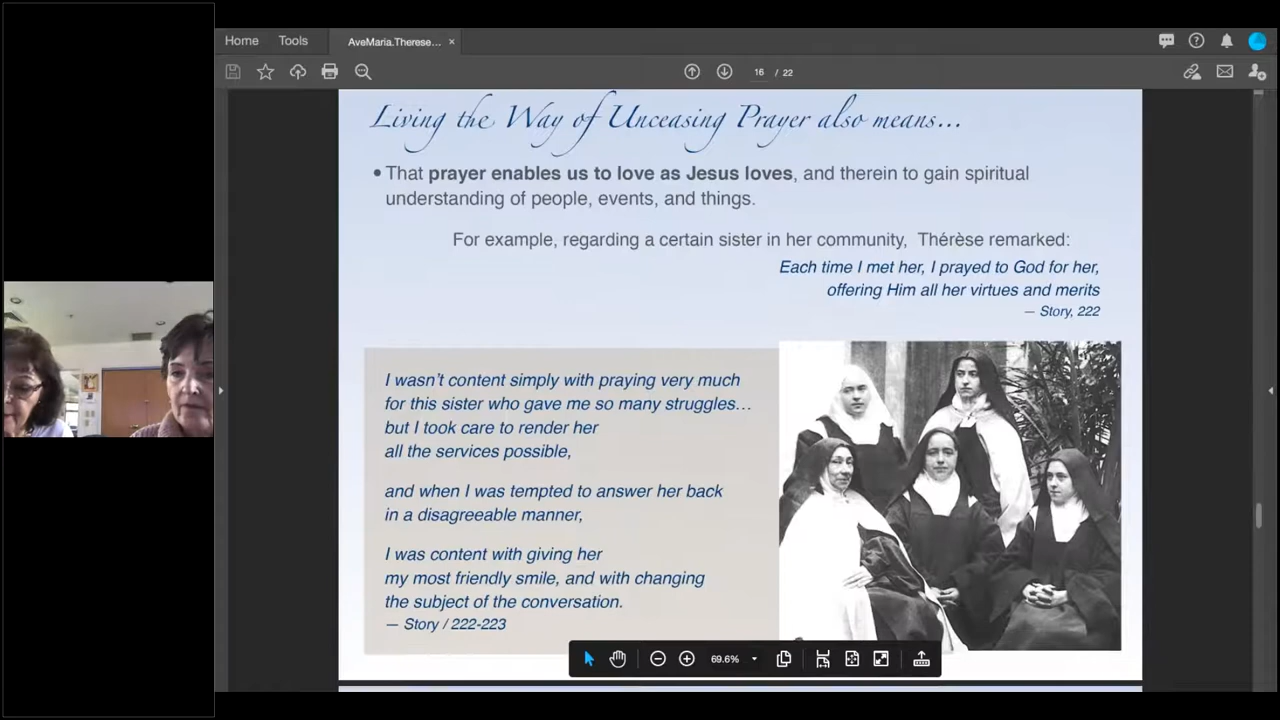 Home Tools AveMaria.Therese... ×
16 / 22
Living the Way of Unceasing Prayer also means...
• That prayer enables us to love as Jesus loves, and therein to gain spiritual
understanding of people, events, and things.
For example, regarding a certain sister in her community, Thérèse remarked:
Each time I met her, I prayed to God for her,
offering Him all her virtues and merits
— Story, 222
I wasn't content simply with praying very much
for this sister who gave me so many struggles…
but I took care to render her
all the services possible,
and when I was tempted to answer her back
in a disagreeable manner,
I was content with giving her
my most friendly smile, and with changing
the subject of the conversation.
— Story / 222-223
69.6%